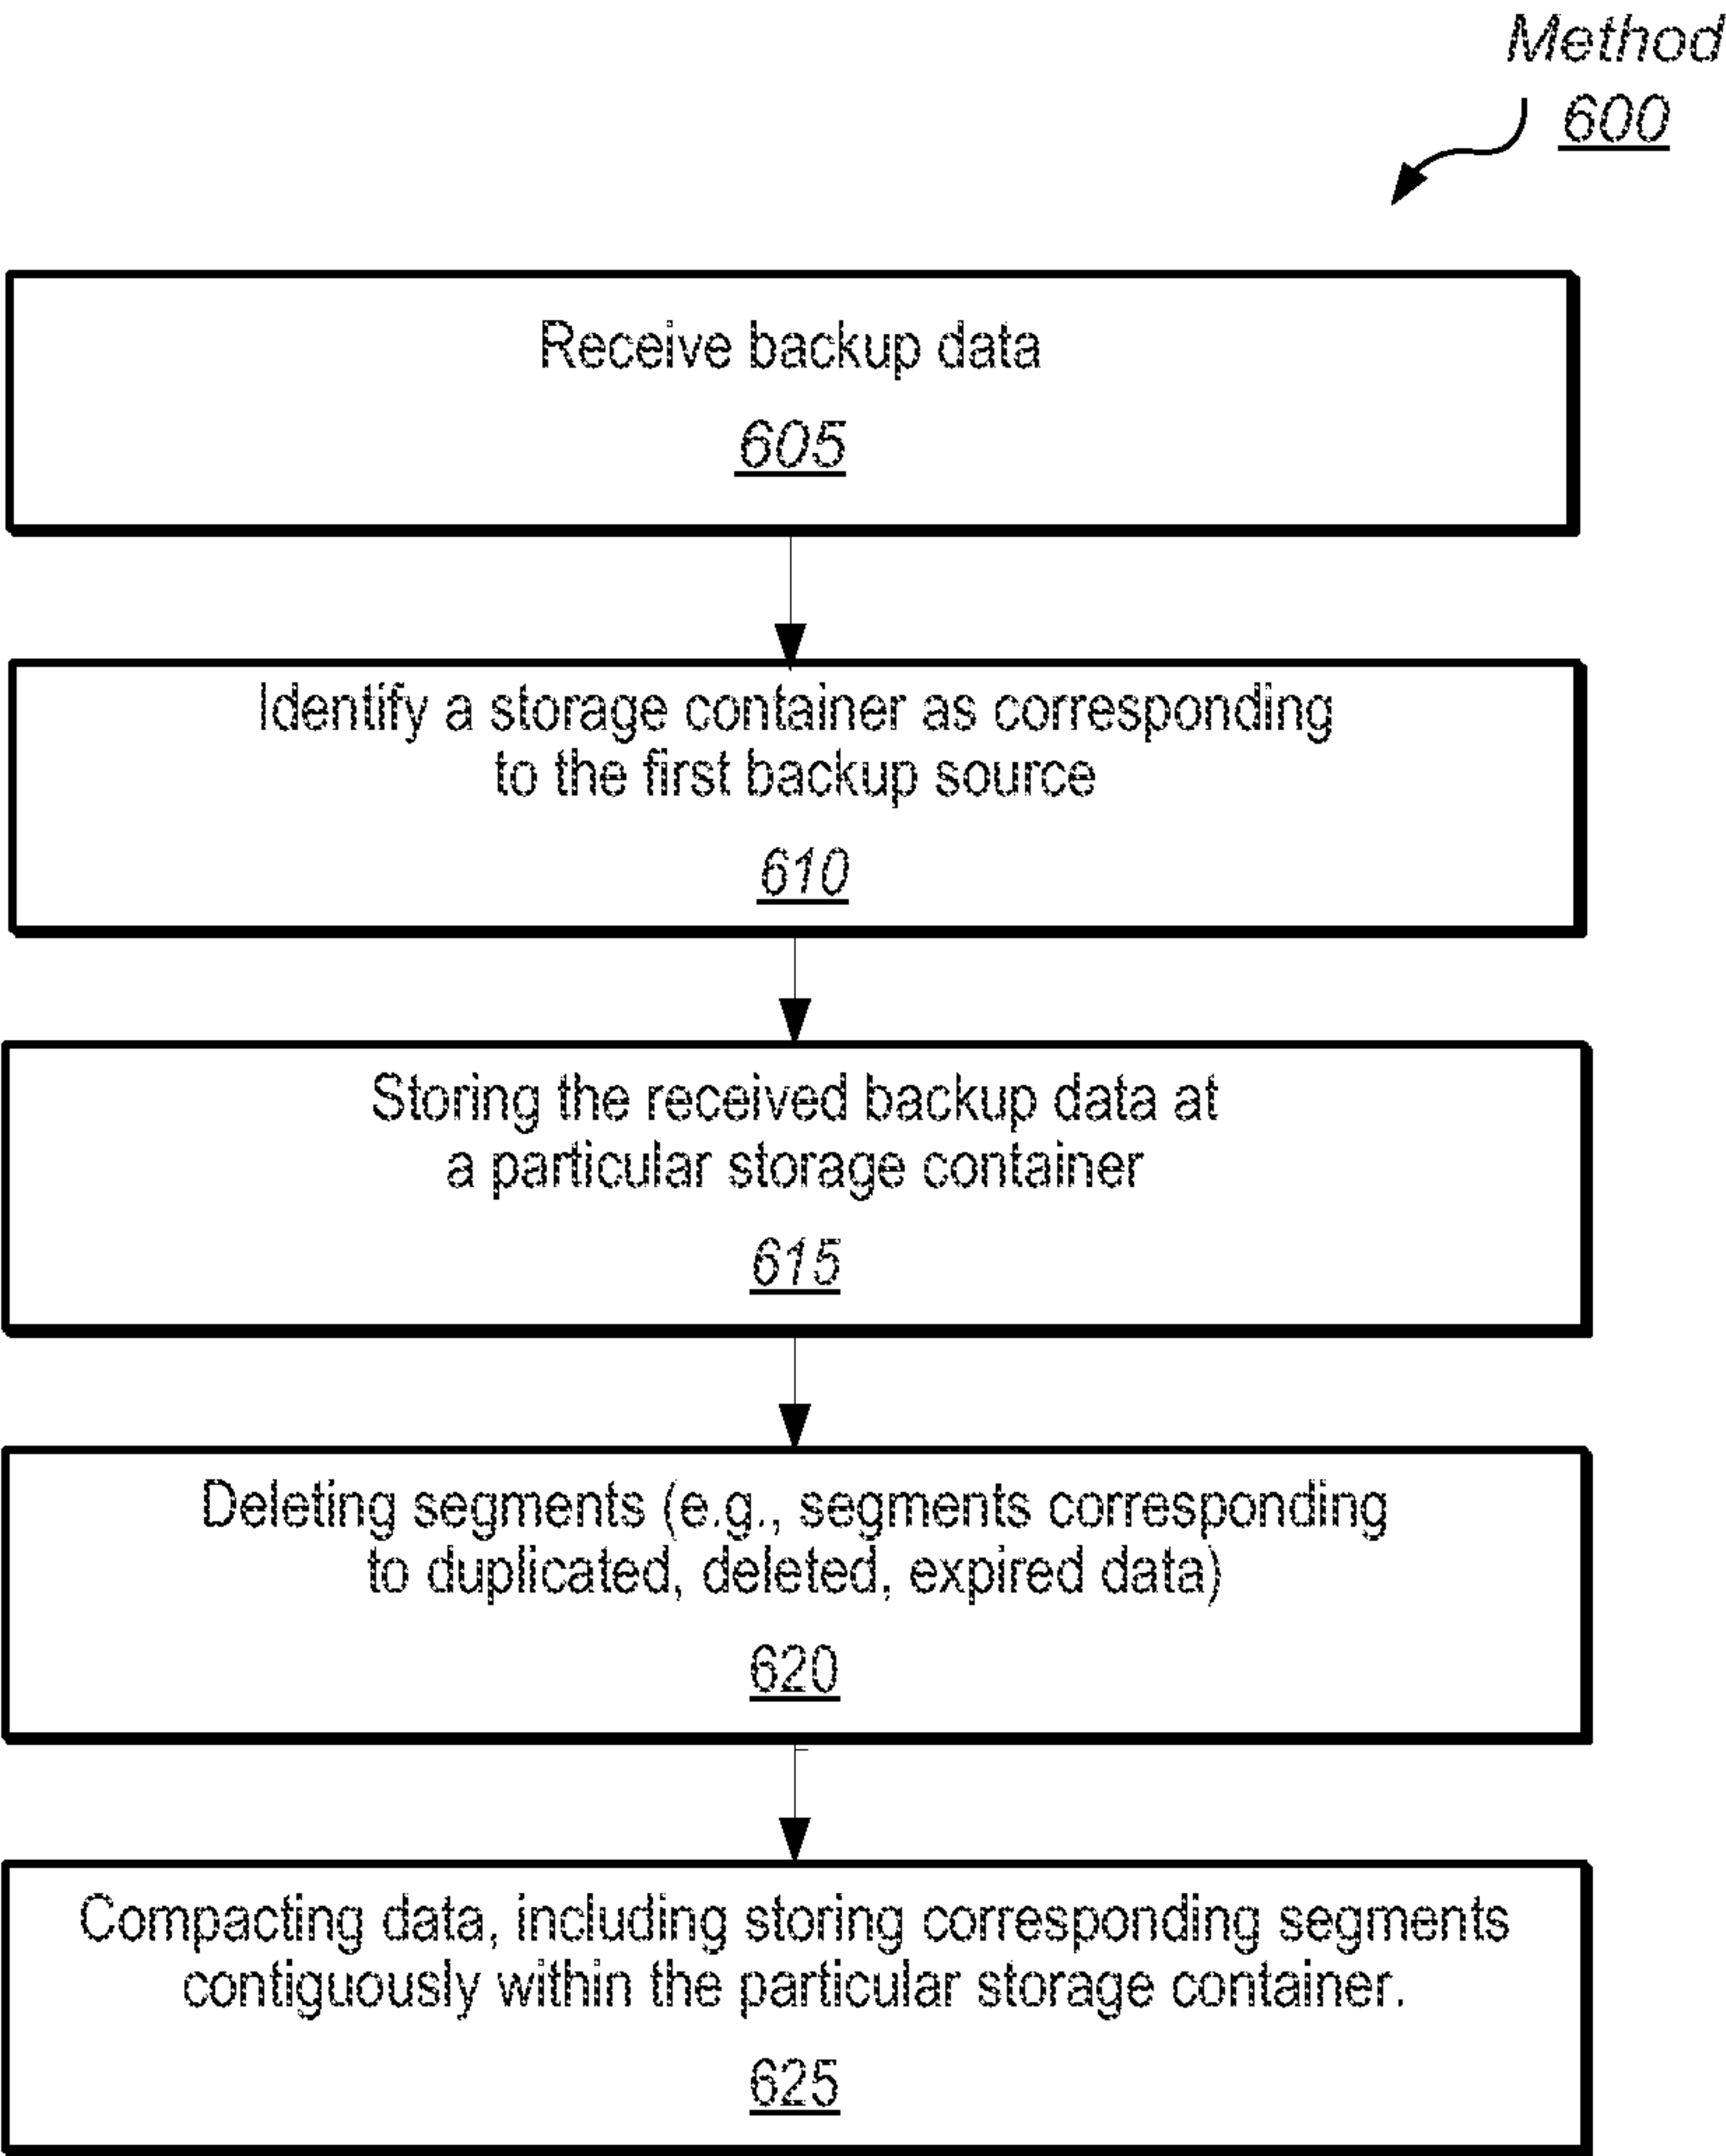 Method
600
Receive backup data
605
Identify a storage container as corresponding
to the first backup source
610
Storing the received backup data at
a particular storage container
615
Deleting segments (e.g., segments corresponding
to duplicated, deleted, expired data)
620
Compacting data, including storing corresponding segments
contiguously within the particular storage container.
625